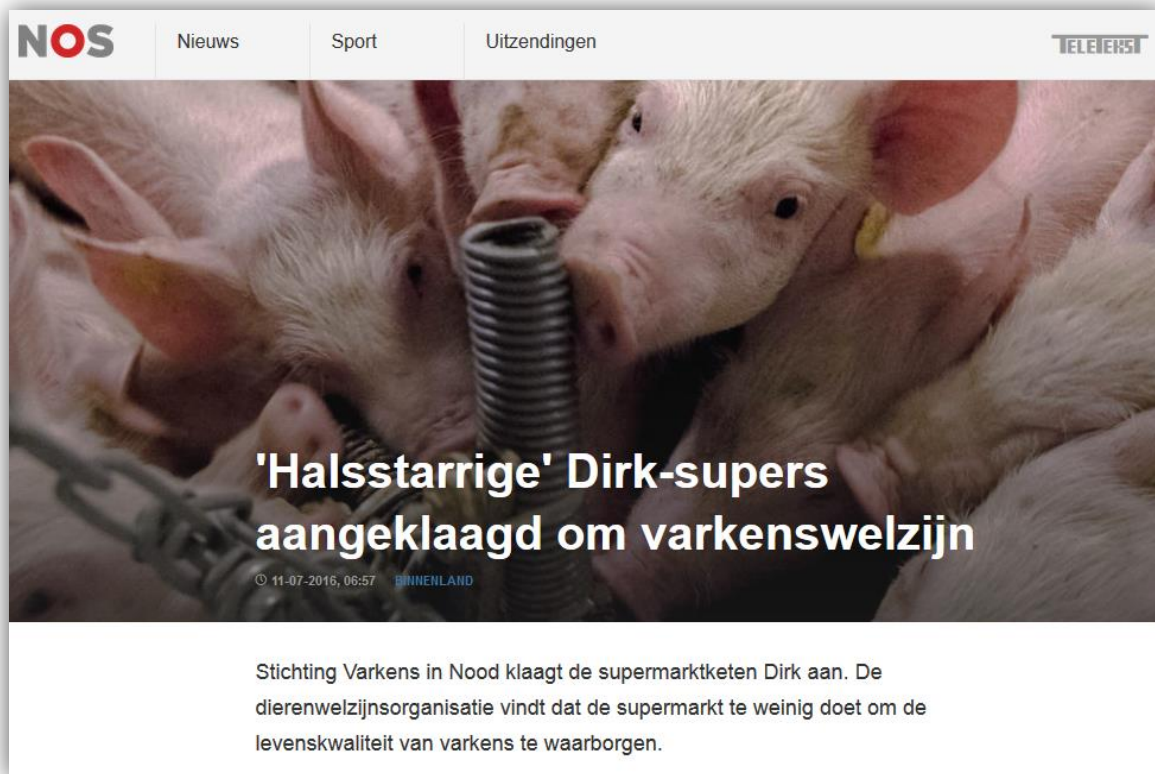 NOS
Nieuws
Sport
Uitzendingen
TELETEKST
'Halsstarrige' Dirk-supers
aangeklaagd om varkenswelzijn
11-07-2016, 06:57 BINNENLAND
Stichting Varkens in Nood klaagt de supermarktketen Dirk aan. De
dierenwelzijnsorganisatie vindt dat de supermarkt te weinig doet om de
levenskwaliteit van varkens te waarborgen.